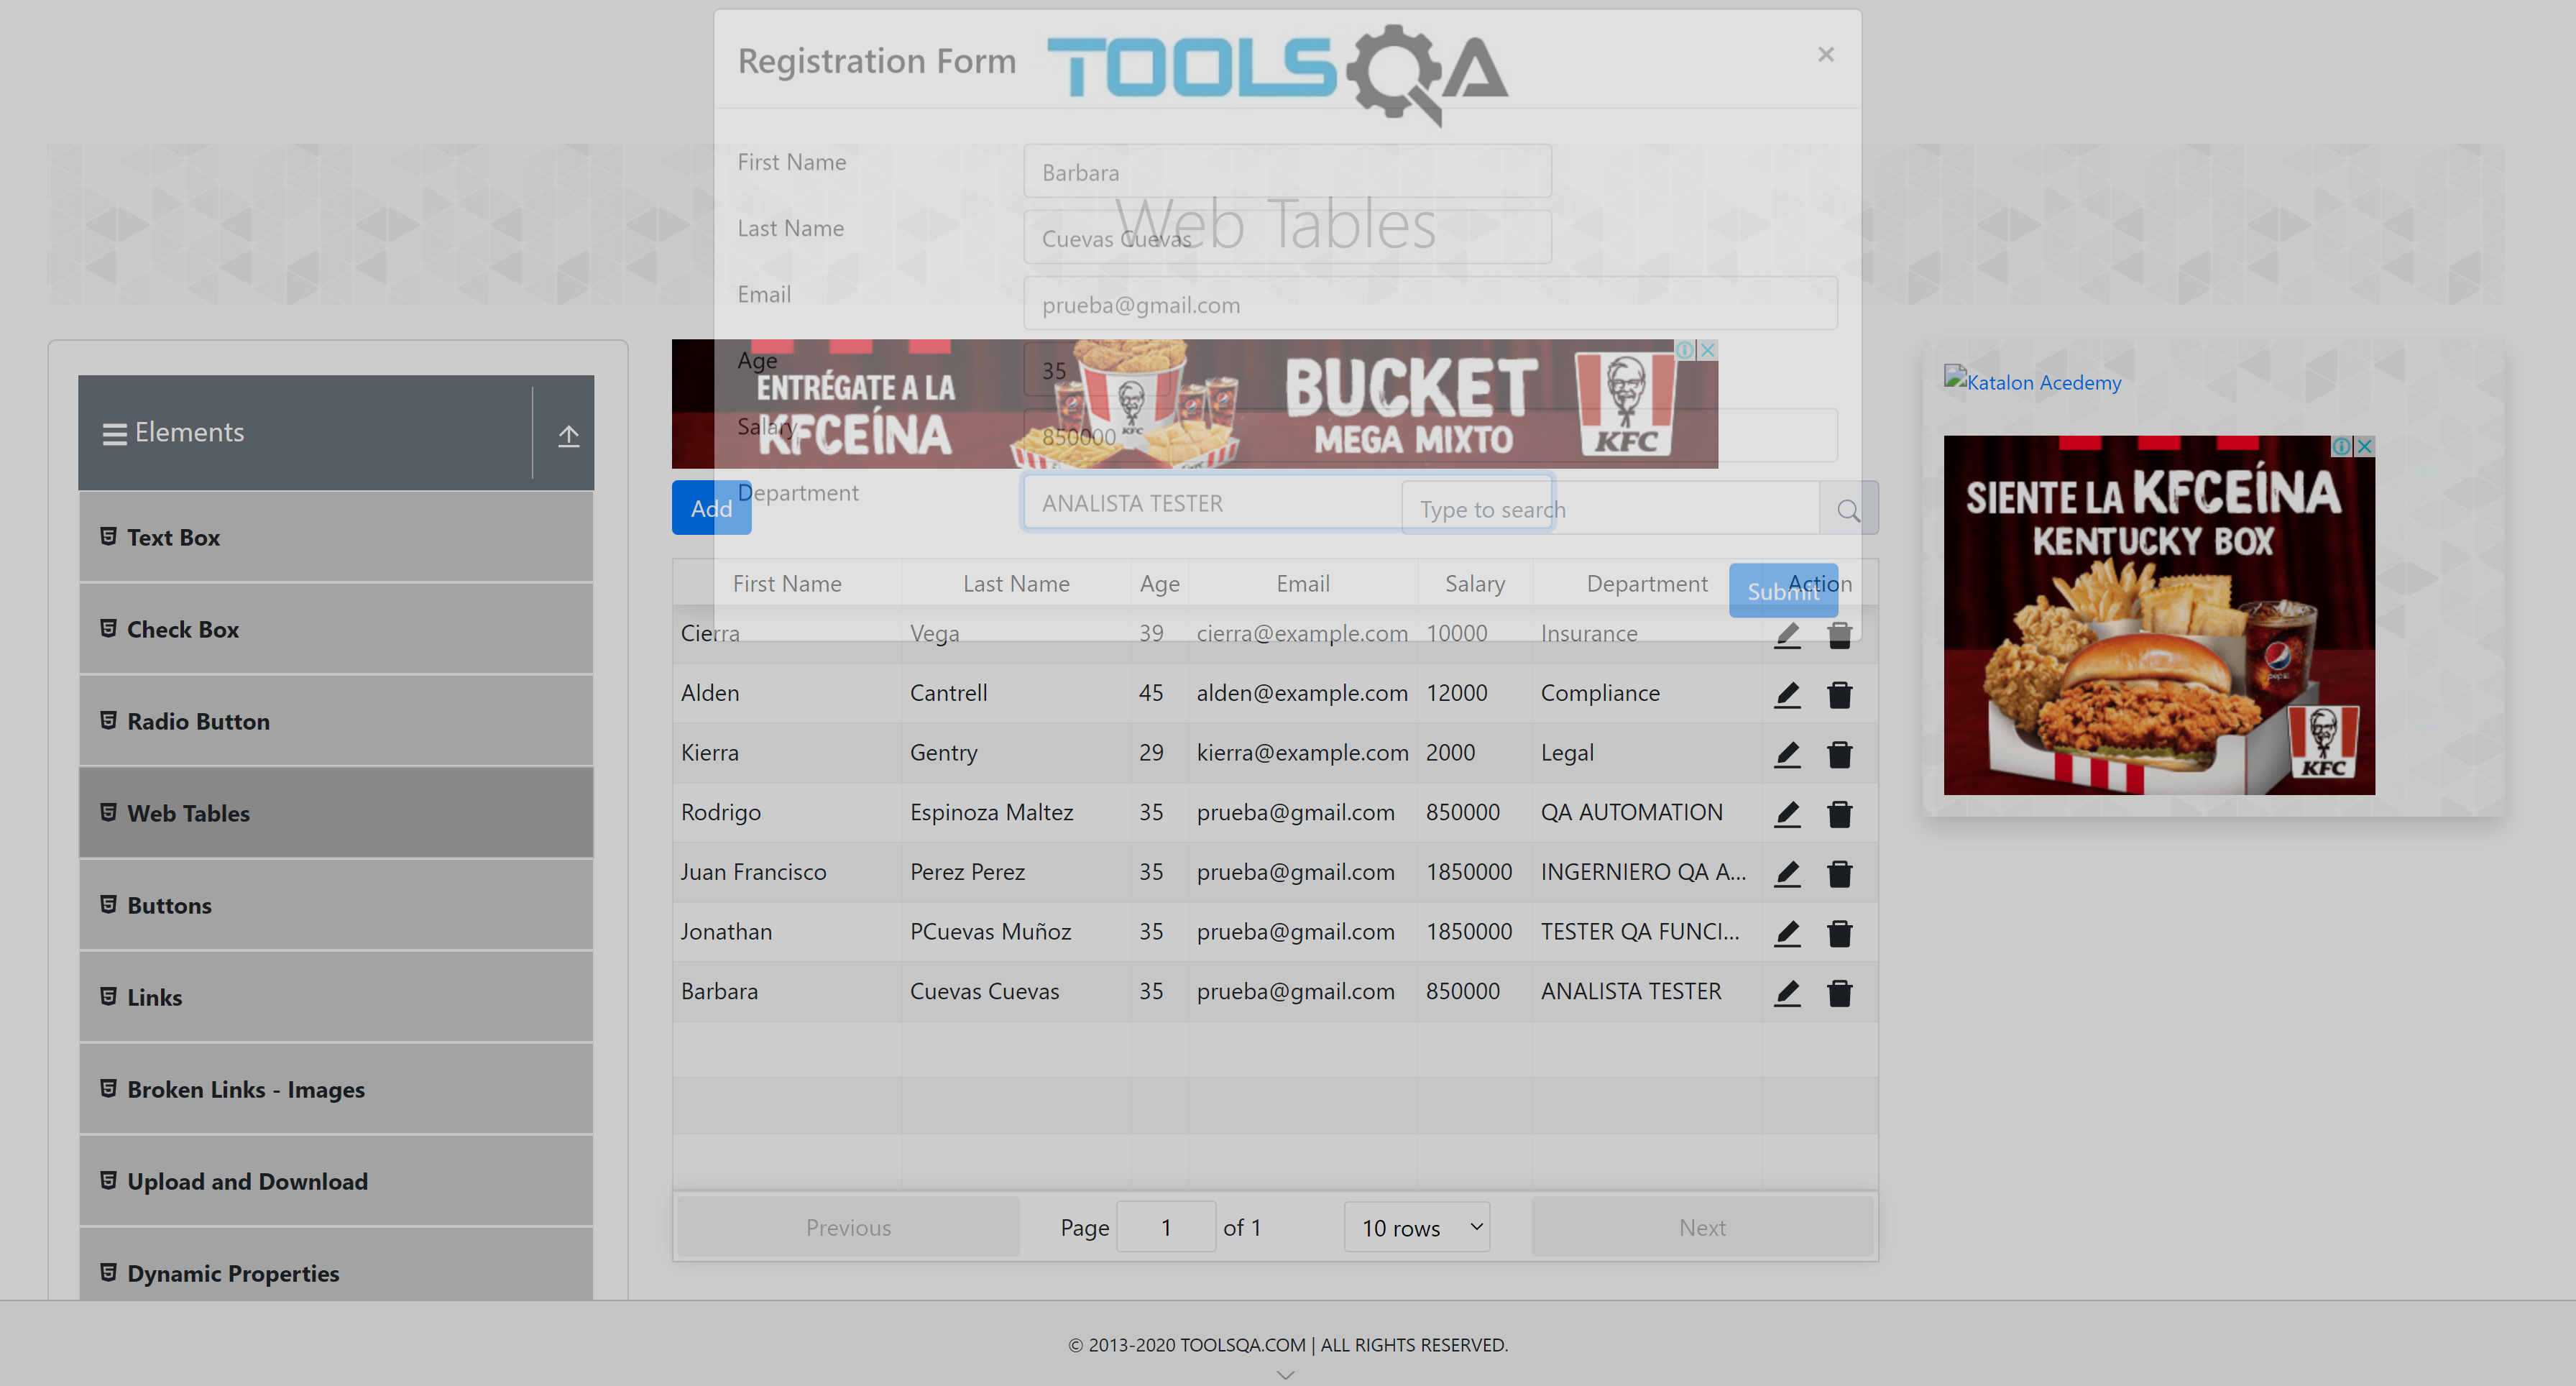 Registration Form
TOOLSQA
×
First Name
Barbara
Web Tables
Last Name
Cuevas Cuevas
Email
prueba@gmail.com
Age
35
ENTRÉGATE A LA
KFCEÍNA
BUCKET
MEGA MIXTO
KFC
KFC
Salary
850000
Department
ANALISTA TESTER
Add
Type to search
Submit
Elements
Text Box
Check Box
Radio Button
Web Tables
Buttons
Links
Broken Links - Images
Upload and Download
Dynamic Properties
First Name Last Name Age Email Salary Department Action
Cierra Vega 39 cierra@example.com 10000 Insurance
Alden Cantrell 45 alden@example.com 12000 Compliance
Kierra Gentry 29 kierra@example.com 2000 Legal
Rodrigo Espinoza Maltez 35 prueba@gmail.com 850000 QA AUTOMATION
Juan Francisco Perez Perez 35 prueba@gmail.com 1850000 INGERNIERO QA A...
Jonathan PCuevas Muñoz 35 prueba@gmail.com 1850000 TESTER QA FUNCI...
Barbara Cuevas Cuevas 35 prueba@gmail.com 850000 ANALISTA TESTER
Previous Page 1 of 1 10 rows Next
Katalon Acedemy
SIENTE LA KFCEÍNA
KENTUCKY BOX
pepsi
KFC
© 2013-2020 TOOLSQA.COM | ALL RIGHTS RESERVED.